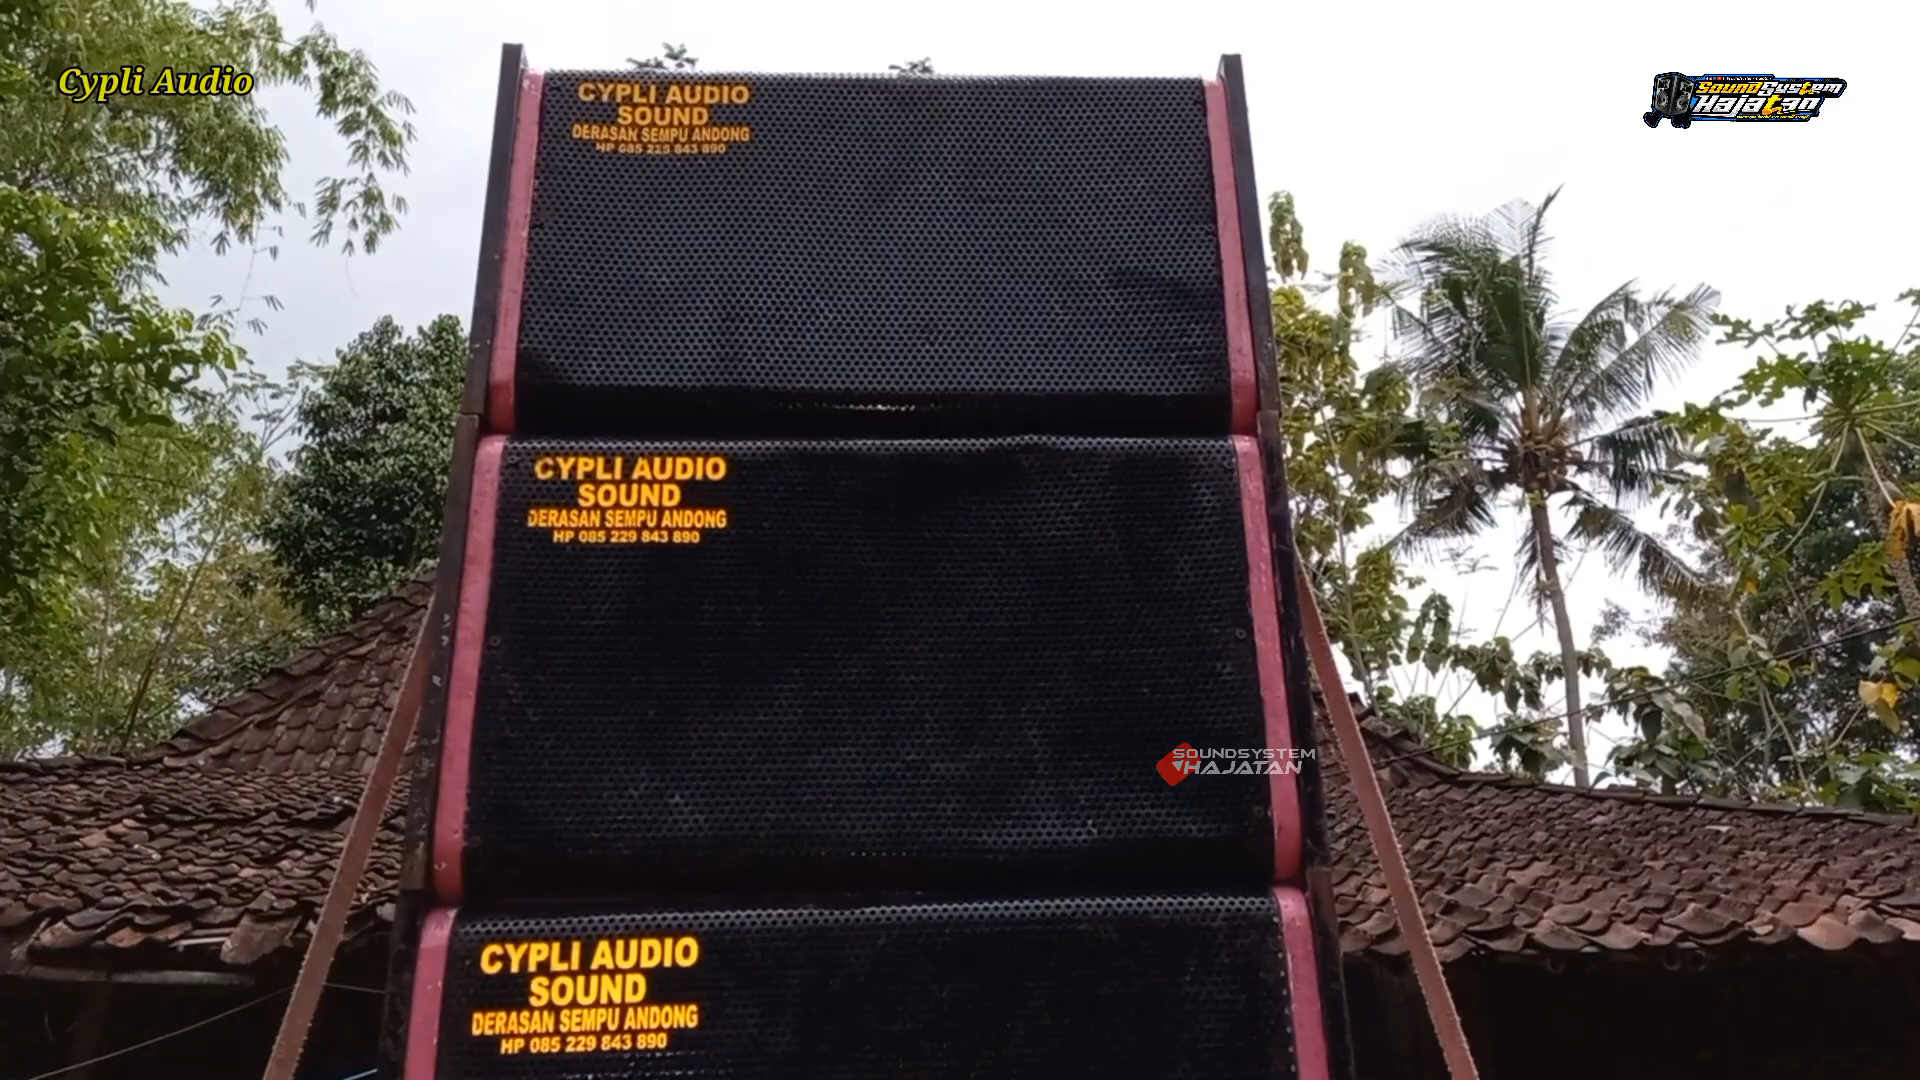 Cypli Audio
SoundSystem
Hajatan
CYPLI AUDIO
SOUND
DERASAN SEMPU ANDONG
HP 085 229 843 890
CYPLI AUDIO
SOUND
DERASAN SEMPU ANDONG
HP 085 229 843 890
SOUNDSYSTEM
HAJATAN
CYPLI AUDIO
SOUND
DERASAN SEMPU ANDONG
HP 085 229 843 890